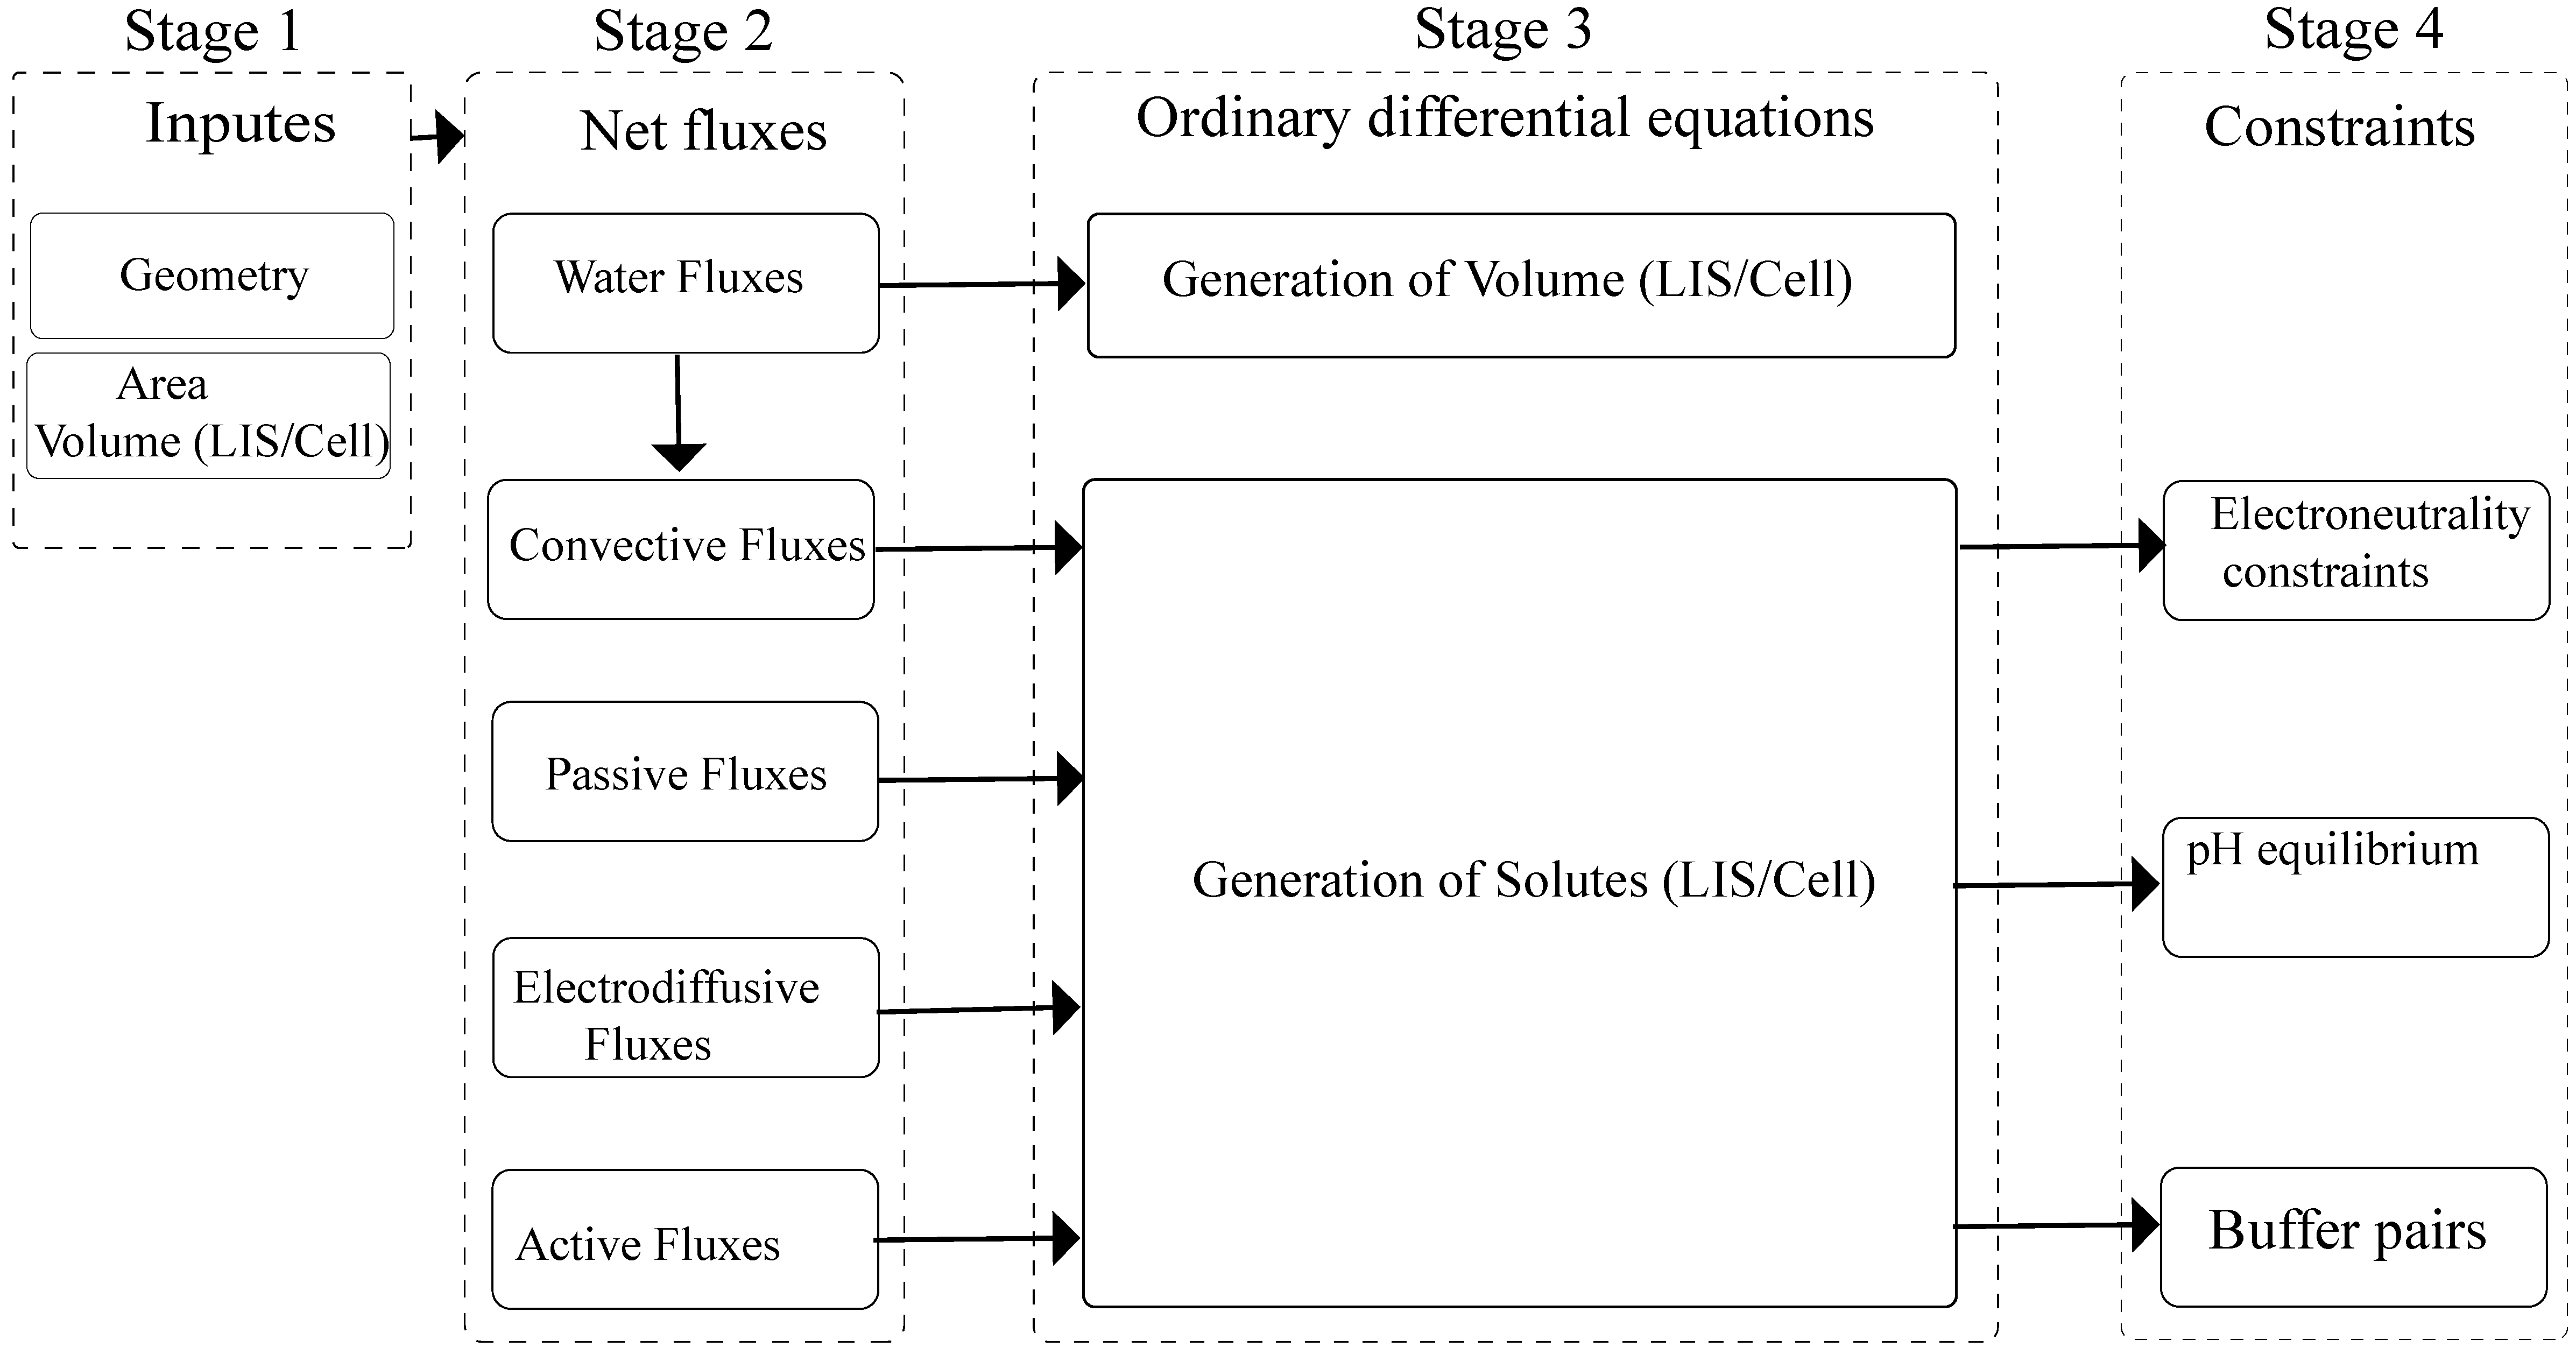 Stage 1
Inputes
Geometry
Area
Volume (LIS/Cell)
Stage 2
Net fluxes
Water Fluxes
Convective Fluxes
Passive Fluxes
Electrodiffusive
Fluxes
Active Fluxes
Stage 3
Ordinary differential equations
Generation of Volume (LIS/Cell)
Generation of Solutes (LIS/Cell)
Stage 4
Constraints
Electroneutrality
constraints
pH equilibrium
Buffer pairs